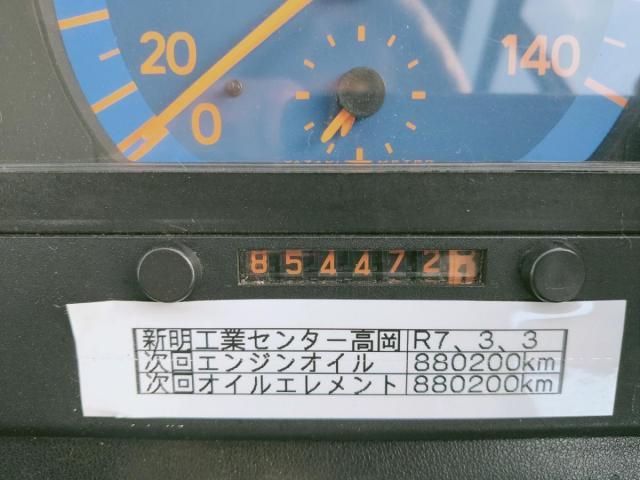 20
140
0
YAZAKI METER
854472
新明工業センター高岡 R7、3、3
次回エンジンオイル 880200km
次回オイルエレメント 880200km